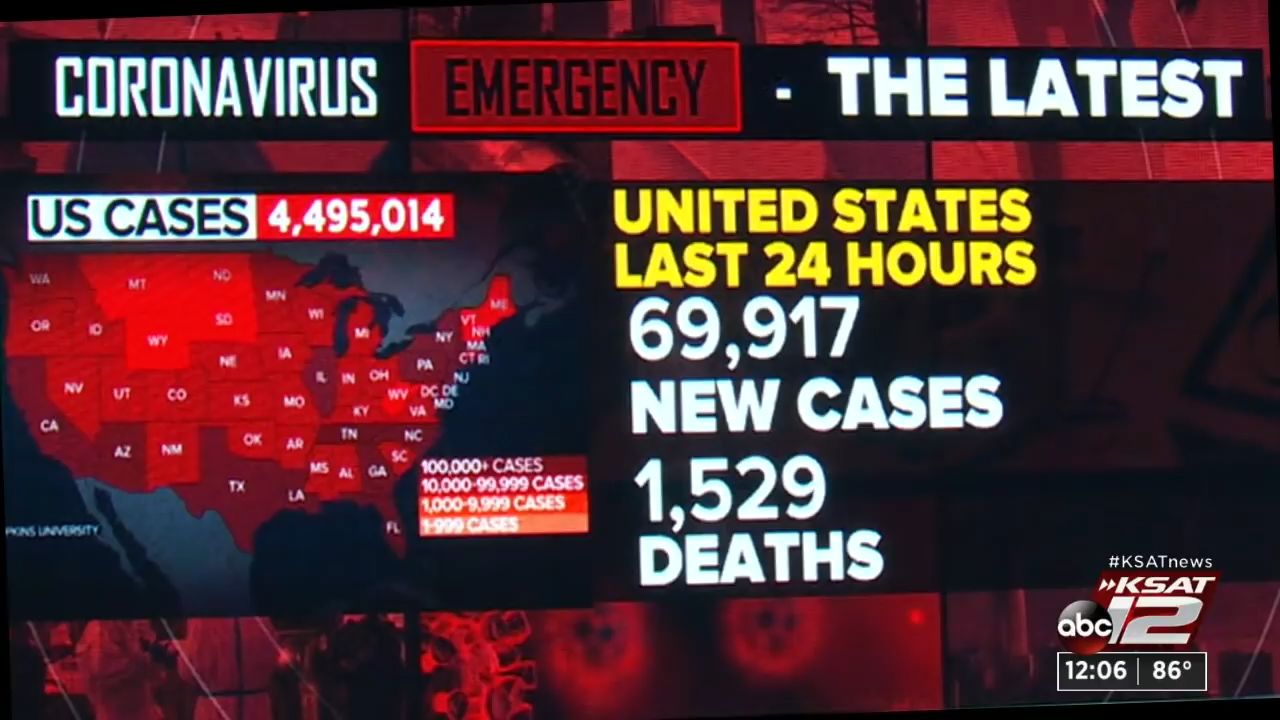 CORONAVIRUS EMERGENCY - THE LATEST
US CASES 4,495,014
UNITED STATES
LAST 24 HOURS
69,917
NEW CASES
1,529
DEATHS
WA
MT
ND
MN
OR
ID
SD
WI
MI
ME
VT
NH
WY
NY
MA
CT RI
NE
IA
PA
NV
UT
CO
IL
IN
OH
NJ
KS
MO
WV
DC DE
MD
KY
VA
CA
AZ
NM
OK
AR
TN
NC
SC
MS
AL
GA
TX
LA
FL
100,000+ CASES
10,000-99,999 CASES
1,000-9,999 CASES
1-999 CASES
PKINS UNIVERSITY
#KSATnews
KSAT
abc 12
12:06 86°